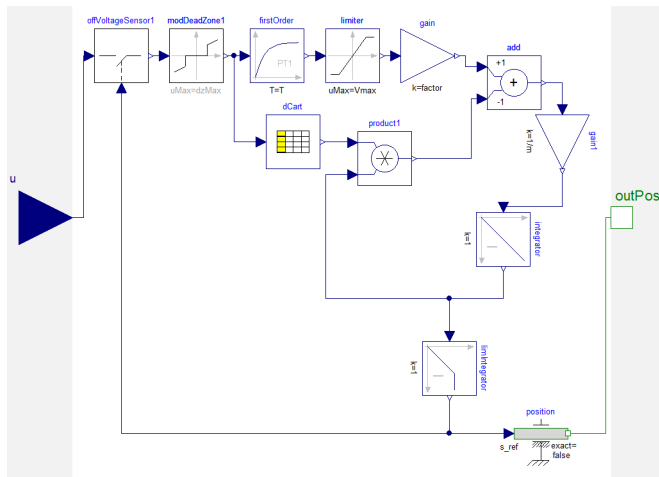 offVoltageSensor1
modDeadZone1
firstOrder
limiter
gain
add
PT1
+1
+
-1
uMax=dzMax
T=T
uMax=Vmax
k=factor
dCart
product1
k=1/m
gain1
u
outPos
k=1
integrator
k=1
limIntegrator
position
s_ref
exact=
false